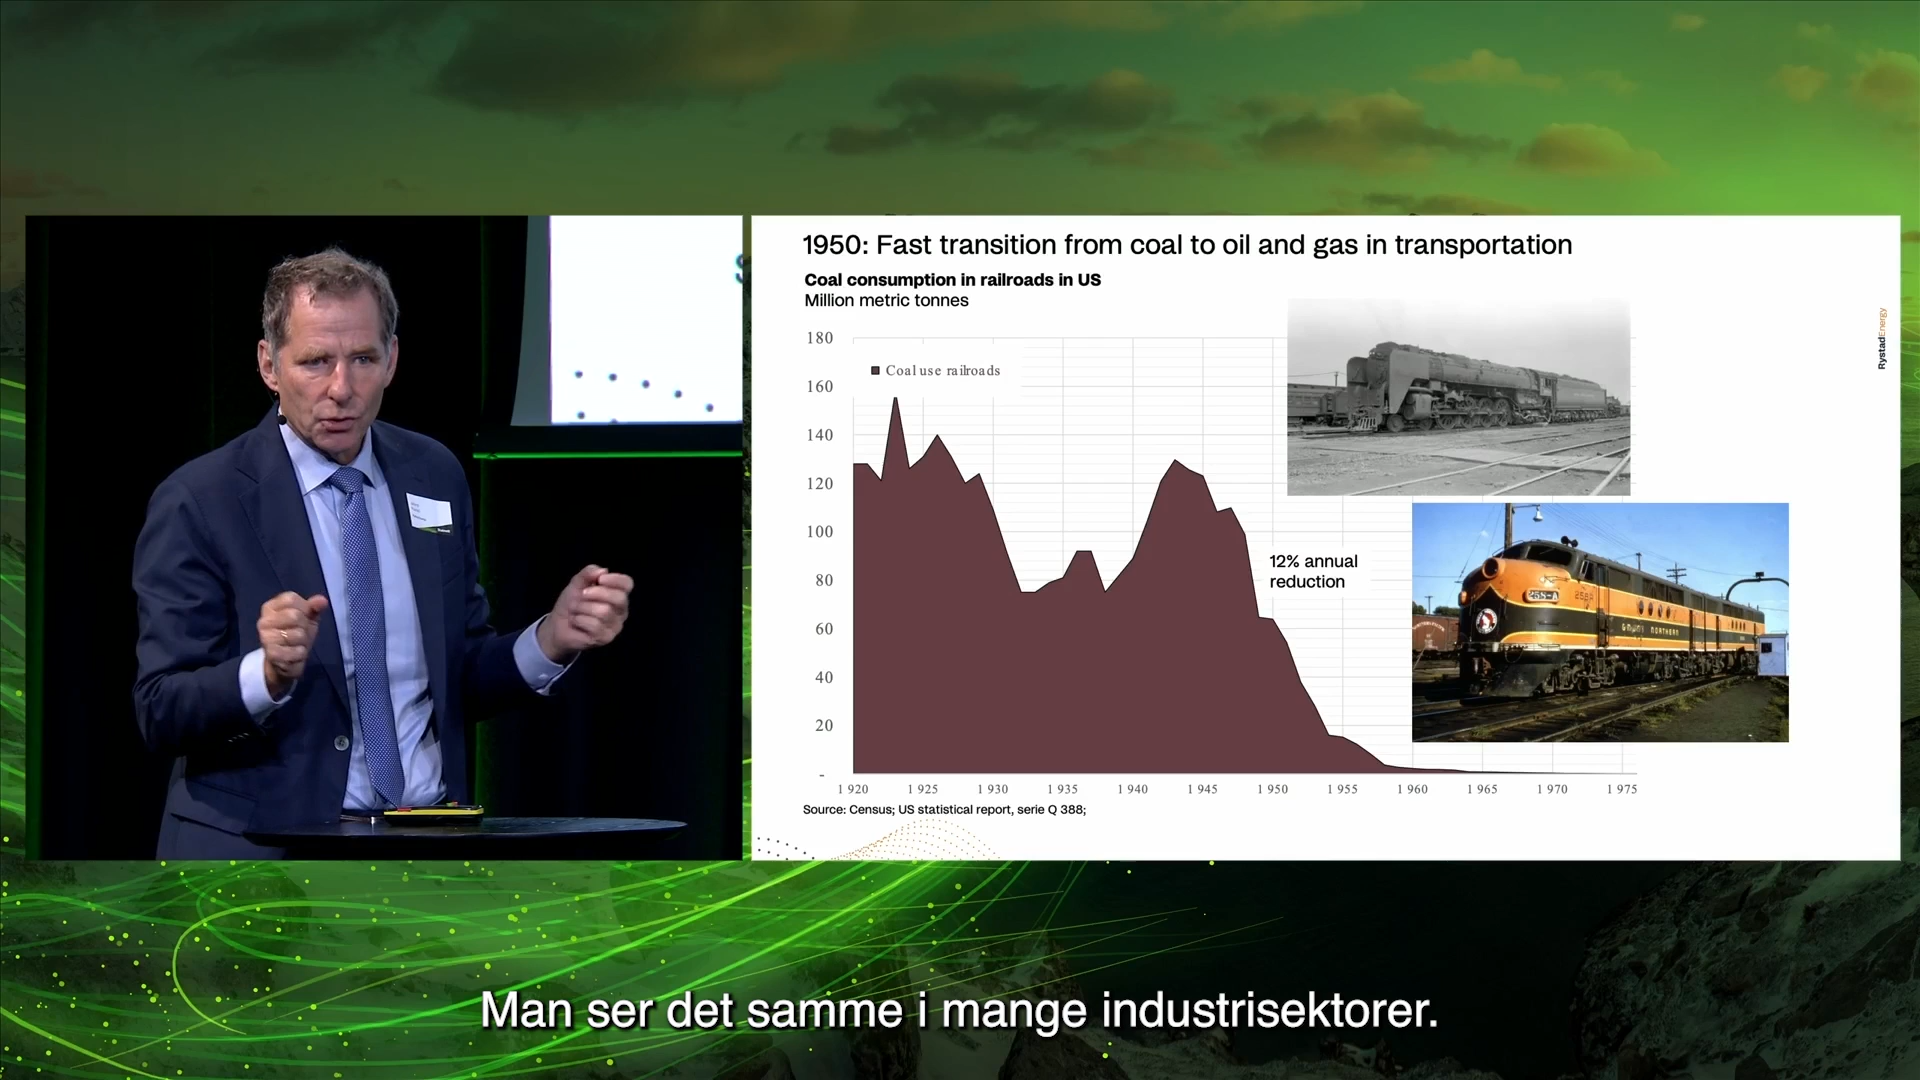 1950: Fast transition from coal to oil and gas in transportation
Coal consumption in railroads in US
Million metric tonnes
180
160
140
120
100
80
60
40
20
-
Coal use railroads
12% annual
reduction
1 920 1 925 1 930 1 935 1 940 1 945 1 950 1 955 1 960 1 965 1 970 1 975
Source: Census; US statistical report, serie Q 388;
RystadEnergy
258-A
NORTHERN
Man ser det samme i mange industrisektorer.